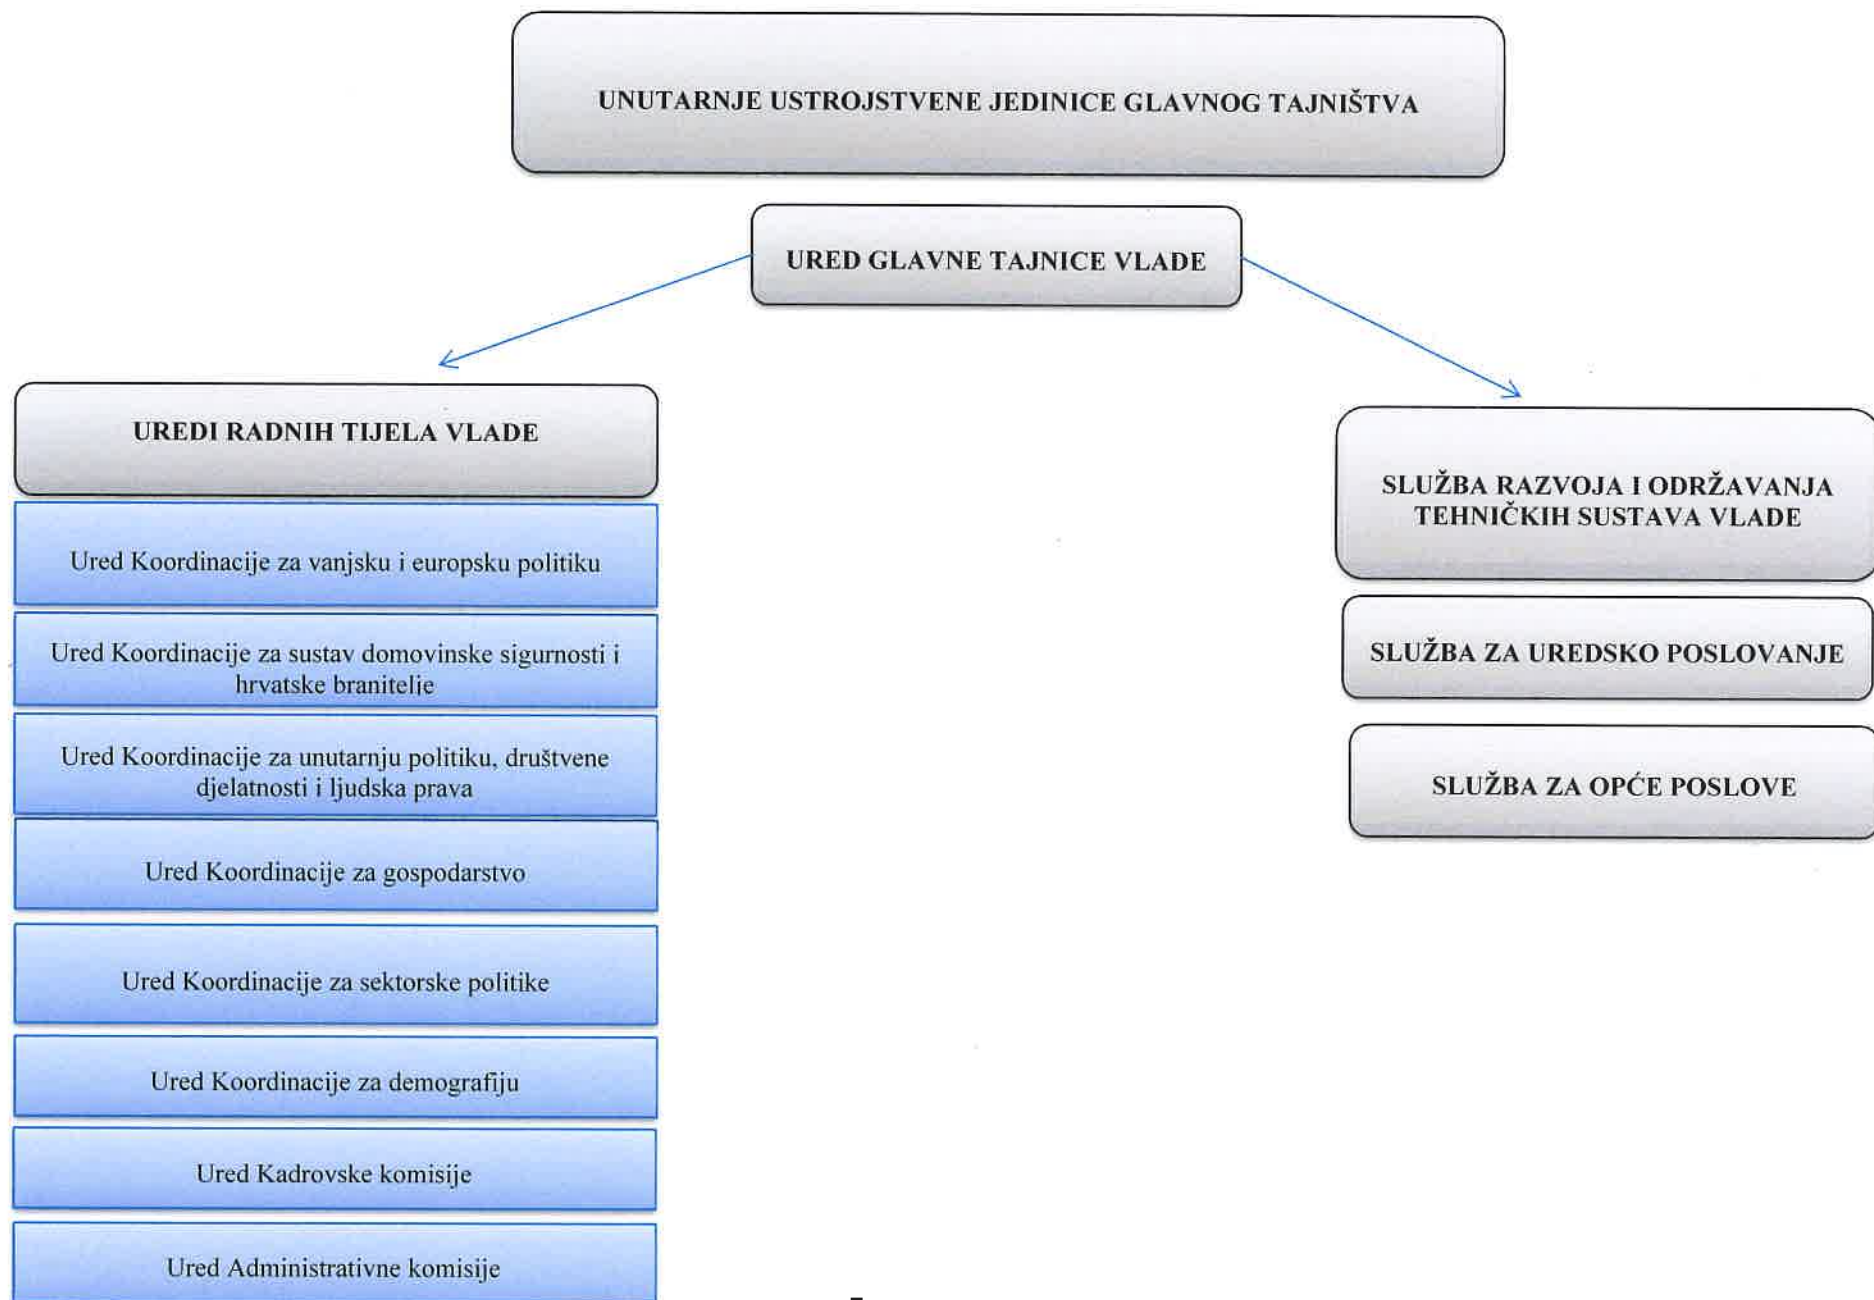 UNUTARNJE USTROJSTVENE JEDINICE GLAVNOG TAJNIŠTVA
URED GLAVNE TAJNICE VLADE
UREDI RADNIH TIJELA VLADE
Ured Koordinacije za vanjsku i europsku politiku
Ured Koordinacije za sustav domovinske sigurnosti i
hrvatske branitelje
Ured Koordinacije za unutarnju politiku, društvene
djelatnosti i ljudska prava
Ured Koordinacije za gospodarstvo
Ured Koordinacije za sektorske politike
Ured Koordinacije za demografiju
Ured Kadrovske komisije
Ured Administrativne komisije
SLUŽBA RAZVOJA I ODRŽAVANJA
TEHNIČKIH SUSTAVA VLADE
SLUŽBA ZA UREDSKO POSLOVANJE
SLUŽBA ZA OPĆE POSLOVE